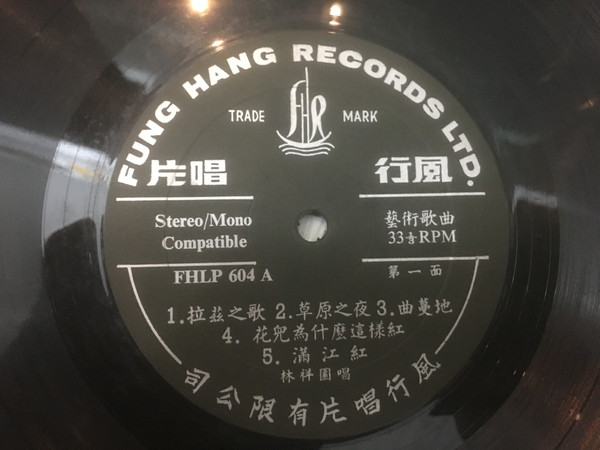 FUNG HANG RECORDS LTD.
TRADE MARK
FHR
風行唱片
Stereo/Mono
Compatible
藝術歌曲
33⅓RPM
FHLP 604 A
第一面
1.拉茲之歌 2.草原之夜 3.曲蔓地
4. 花兒為什麼這樣紅
5. 滿江紅
林祥園唱
風行唱片有限公司